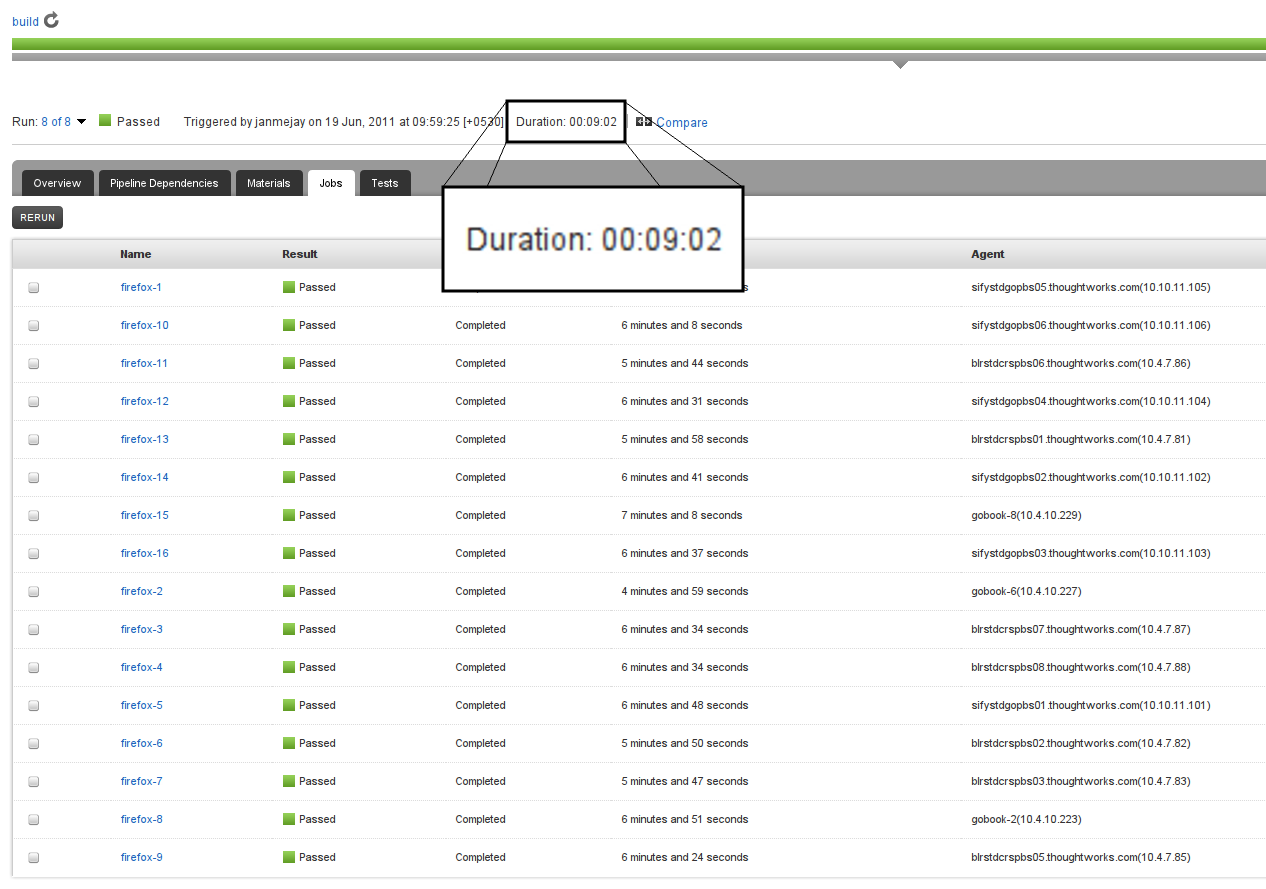 build
Run: 8 of 8 Passed Triggered by janmejay on 19 Jun, 2011 at 09:59:25 [+0530] Duration: 00:09:02 Compare
Overview Pipeline Dependencies Materials Jobs Tests
RERUN
Duration: 00:09:02
Name Result Agent
firefox-1 Passed sifystdgopbs05.thoughtworks.com(10.10.11.105)
firefox-10 Passed Completed 6 minutes and 8 seconds sifystdgopbs06.thoughtworks.com(10.10.11.106)
firefox-11 Passed Completed 5 minutes and 44 seconds blrstdcrspbs06.thoughtworks.com(10.4.7.86)
firefox-12 Passed Completed 6 minutes and 31 seconds sifystdgopbs04.thoughtworks.com(10.10.11.104)
firefox-13 Passed Completed 5 minutes and 58 seconds blrstdcrspbs01.thoughtworks.com(10.4.7.81)
firefox-14 Passed Completed 6 minutes and 41 seconds sifystdgopbs02.thoughtworks.com(10.10.11.102)
firefox-15 Passed Completed 7 minutes and 8 seconds gobook-8(10.4.10.229)
firefox-16 Passed Completed 6 minutes and 37 seconds sifystdgopbs03.thoughtworks.com(10.10.11.103)
firefox-2 Passed Completed 4 minutes and 59 seconds gobook-6(10.4.10.227)
firefox-3 Passed Completed 6 minutes and 34 seconds blrstdcrspbs07.thoughtworks.com(10.4.7.87)
firefox-4 Passed Completed 6 minutes and 34 seconds blrstdcrspbs08.thoughtworks.com(10.4.7.88)
firefox-5 Passed Completed 6 minutes and 48 seconds sifystdgopbs01.thoughtworks.com(10.10.11.101)
firefox-6 Passed Completed 5 minutes and 50 seconds blrstdcrspbs02.thoughtworks.com(10.4.7.82)
firefox-7 Passed Completed 5 minutes and 47 seconds blrstdcrspbs03.thoughtworks.com(10.4.7.83)
firefox-8 Passed Completed 6 minutes and 51 seconds gobook-2(10.4.10.223)
firefox-9 Passed Completed 6 minutes and 24 seconds blrstdcrspbs05.thoughtworks.com(10.4.7.85)